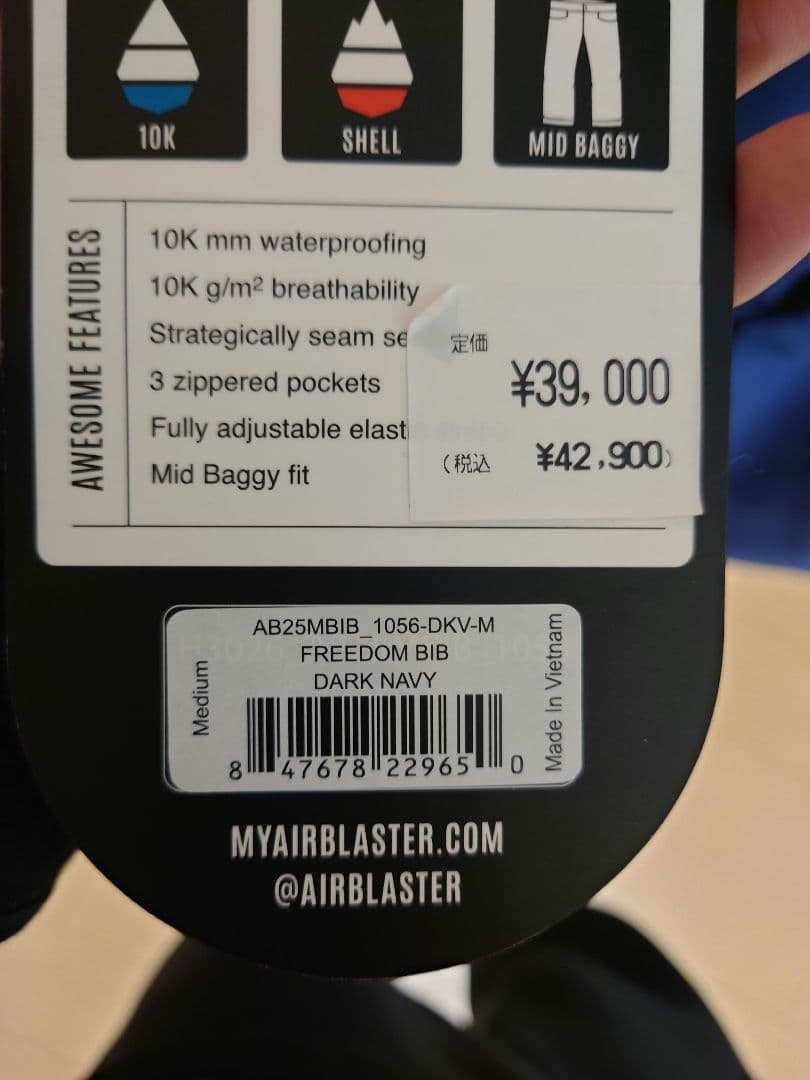 10K
SHELL
MID BAGGY
AWESOME FEATURES
10K mm waterproofing
10K g/m² breathability
Strategically seam se
3 zippered pockets
Fully adjustable elast
Mid Baggy fit
定価
¥39,000
(税込 ¥42,900)
AB25MBIB_1056-DKV-M
FREEDOM BIB
DARK NAVY
Medium
Made In Vietnam
8 47678 22965 0
MYAIRBLASTER.COM
@AIRBLASTER